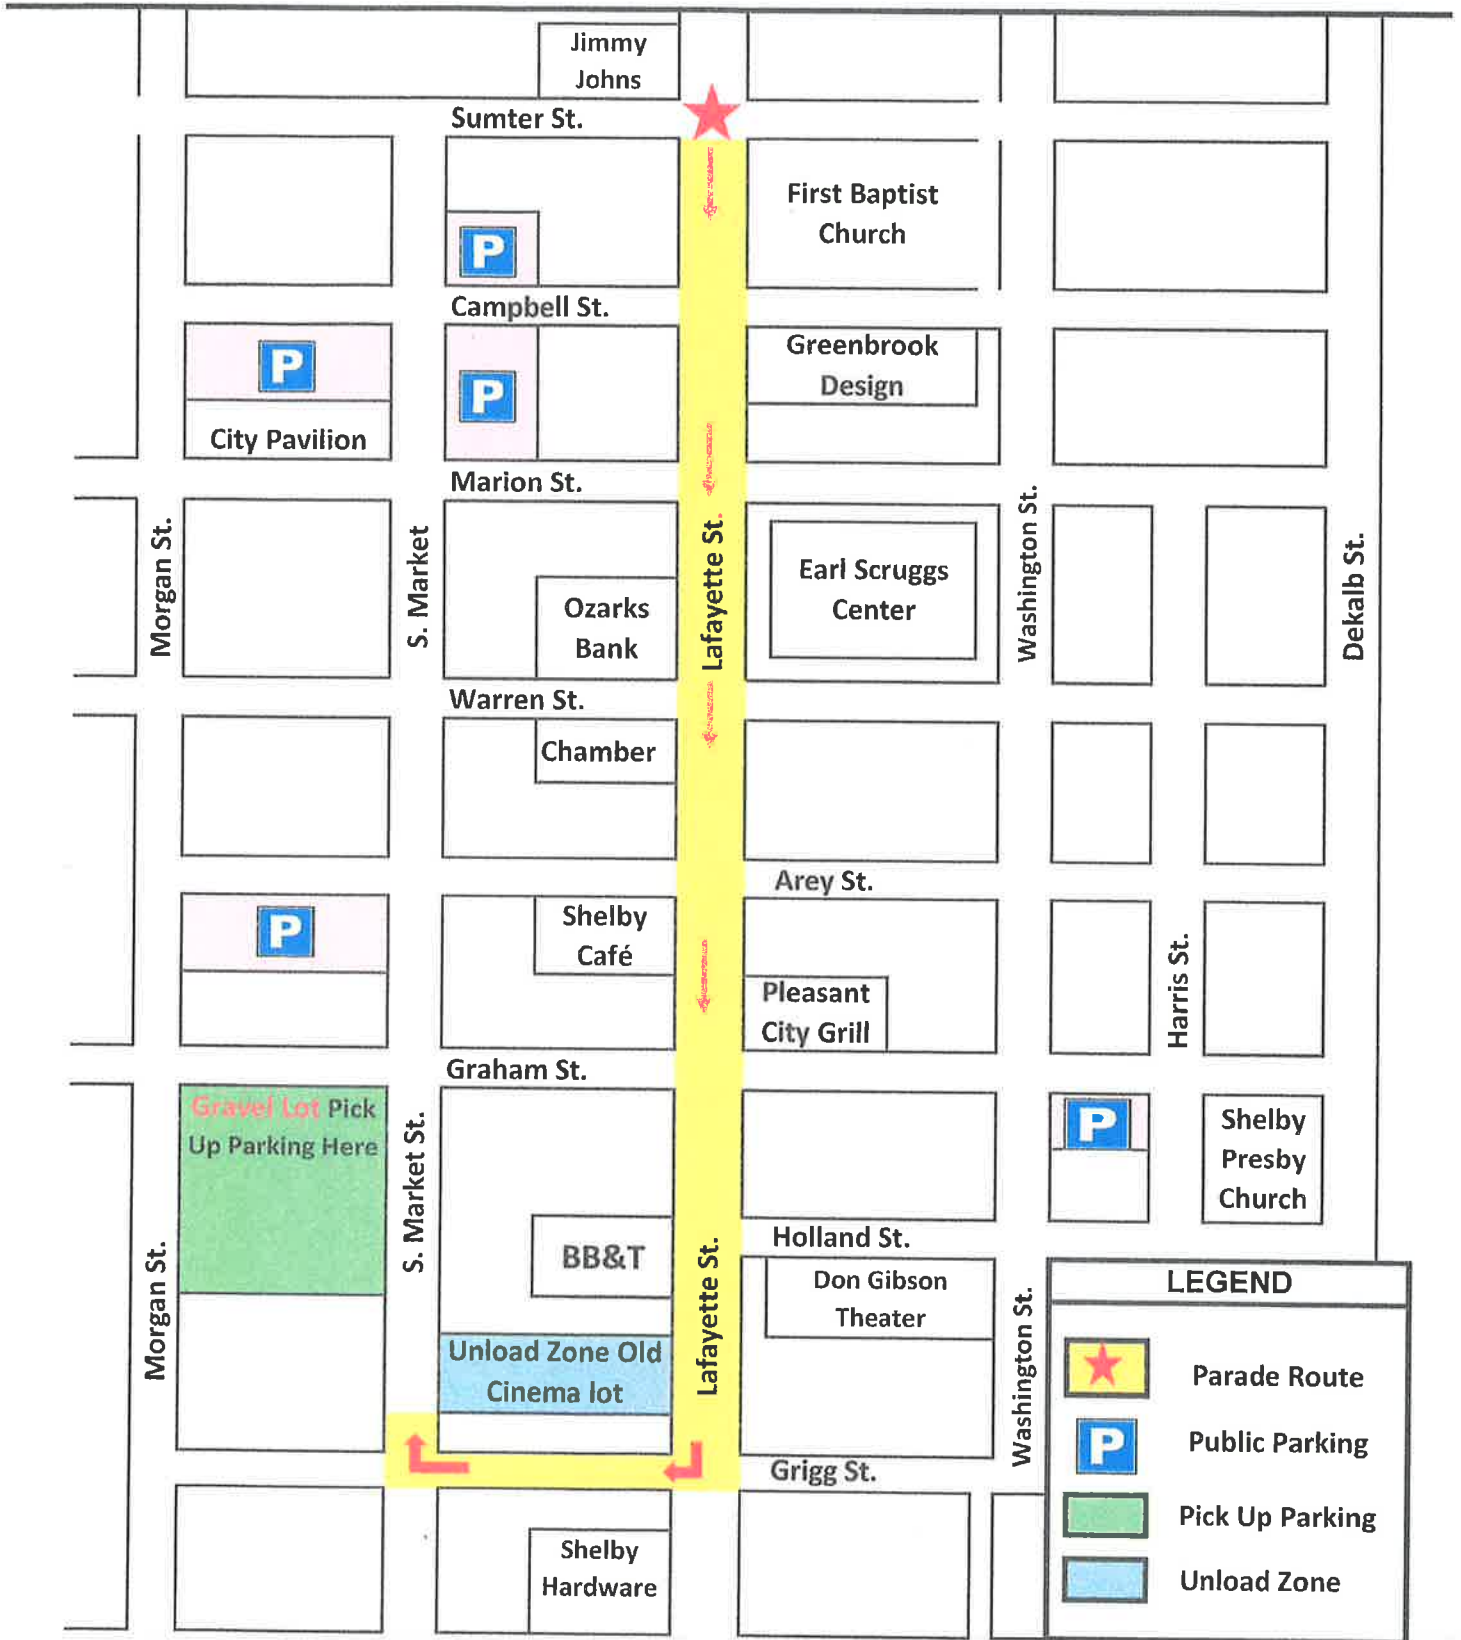 Jimmy
Johns
Sumter St.
First Baptist
Church
P
Campbell St.
P
P
Greenbrook
Design
City Pavilion
Marion St.
Morgan St.
S. Market
Lafayette St.
Earl Scruggs
Center
Washington St.
Dekalb St.
Ozarks
Bank
Warren St.
Chamber
Arey St.
P
Shelby
Café
Pleasant
City Grill
Harris St.
Graham St.
Gravel Lot Pick
Up Parking Here
S. Market St.
P
Shelby
Presby
Church
Morgan St.
BB&T
Lafayette St.
Holland St.
Don Gibson
Theater
Washington St.
Unload Zone Old
Cinema lot
Grigg St.
Shelby
Hardware
LEGEND
Parade Route
P
Public Parking
Pick Up Parking
Unload Zone